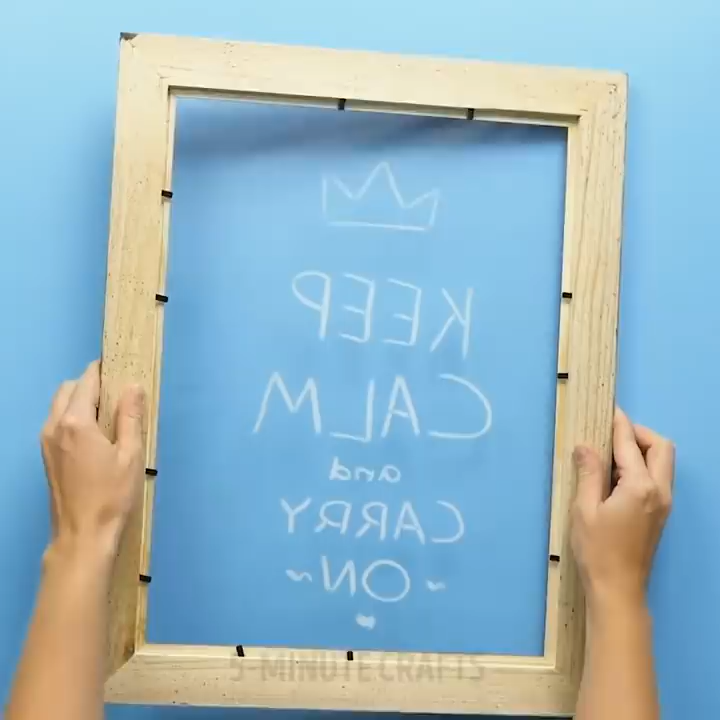 KEEP
CALM
and
CARRY
~ ON ~
5-MINUTE CRAFTS